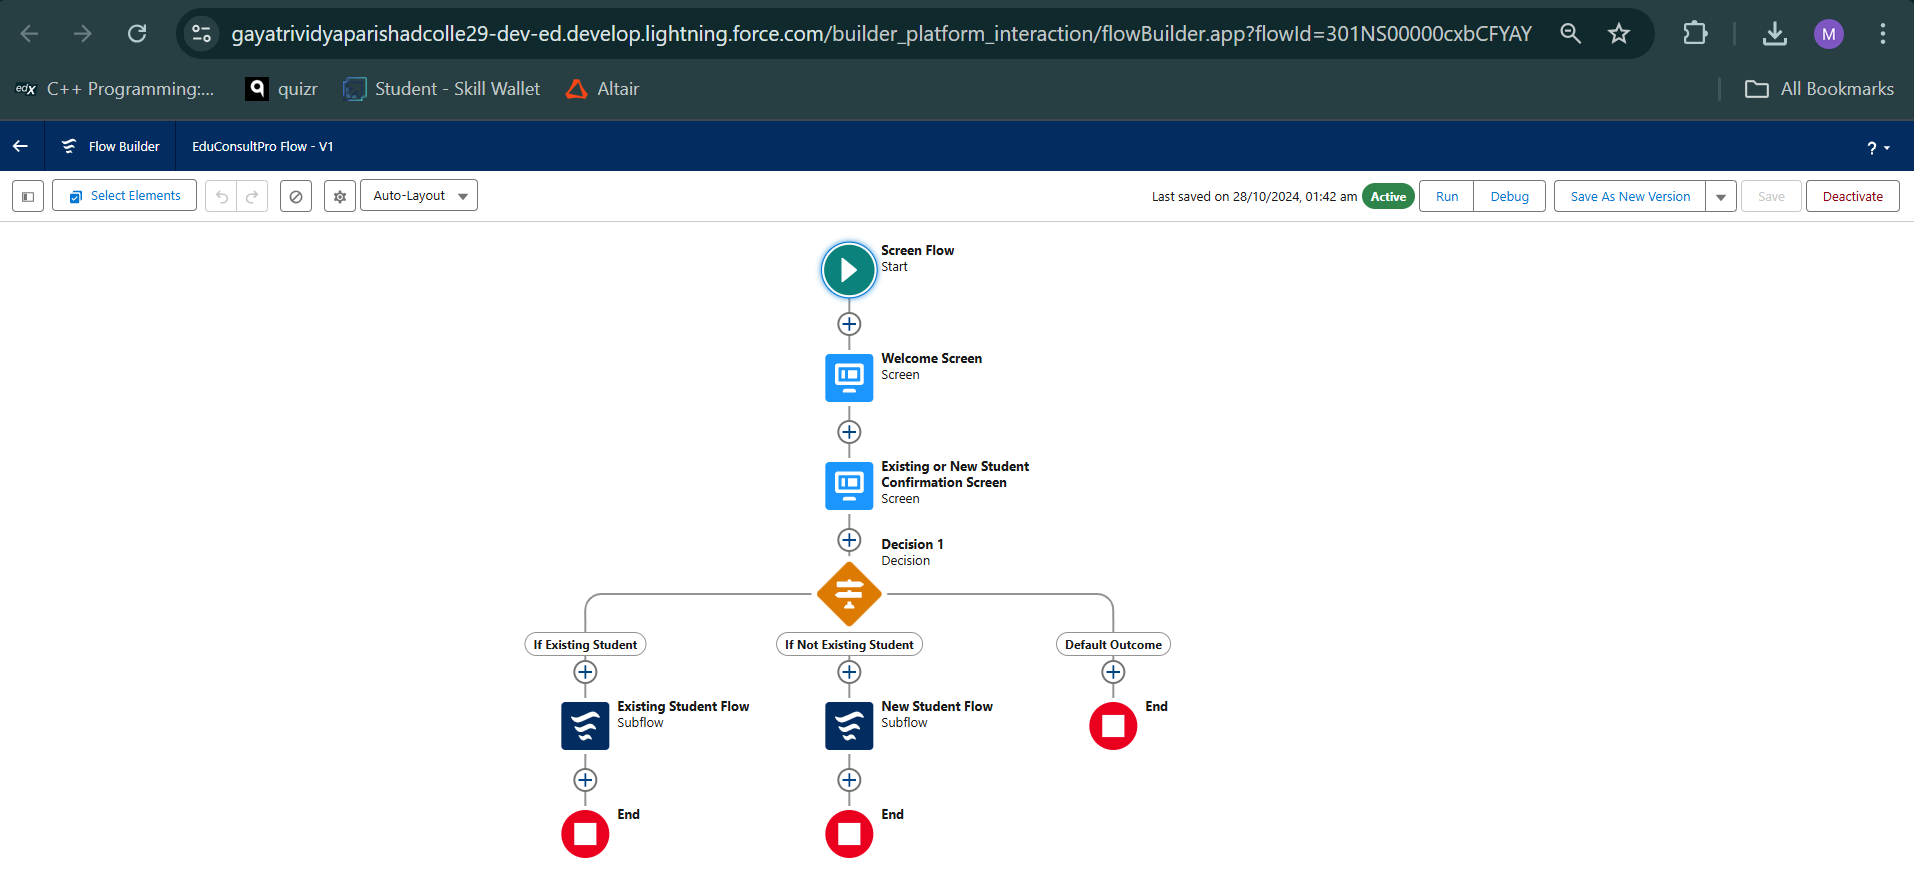 gayatrividyaparishadcolle29-dev-ed.develop.lightning.force.com/builder_platform_interaction/flowBuilder.app?flowId=301NS00000cxbCFYAY
M
edX C++ Programming:...
q quizr
Student - Skill Wallet
Altair
All Bookmarks
Flow Builder
EduConsultPro Flow - V1
?
Select Elements
Auto-Layout
Last saved on 28/10/2024, 01:42 am
Active
Run
Debug
Save As New Version
Save
Deactivate
Screen Flow
Start
Welcome Screen
Screen
Existing or New Student
Confirmation Screen
Screen
Decision 1
Decision
If Existing Student
If Not Existing Student
Default Outcome
Existing Student Flow
Subflow
New Student Flow
Subflow
End
End
End